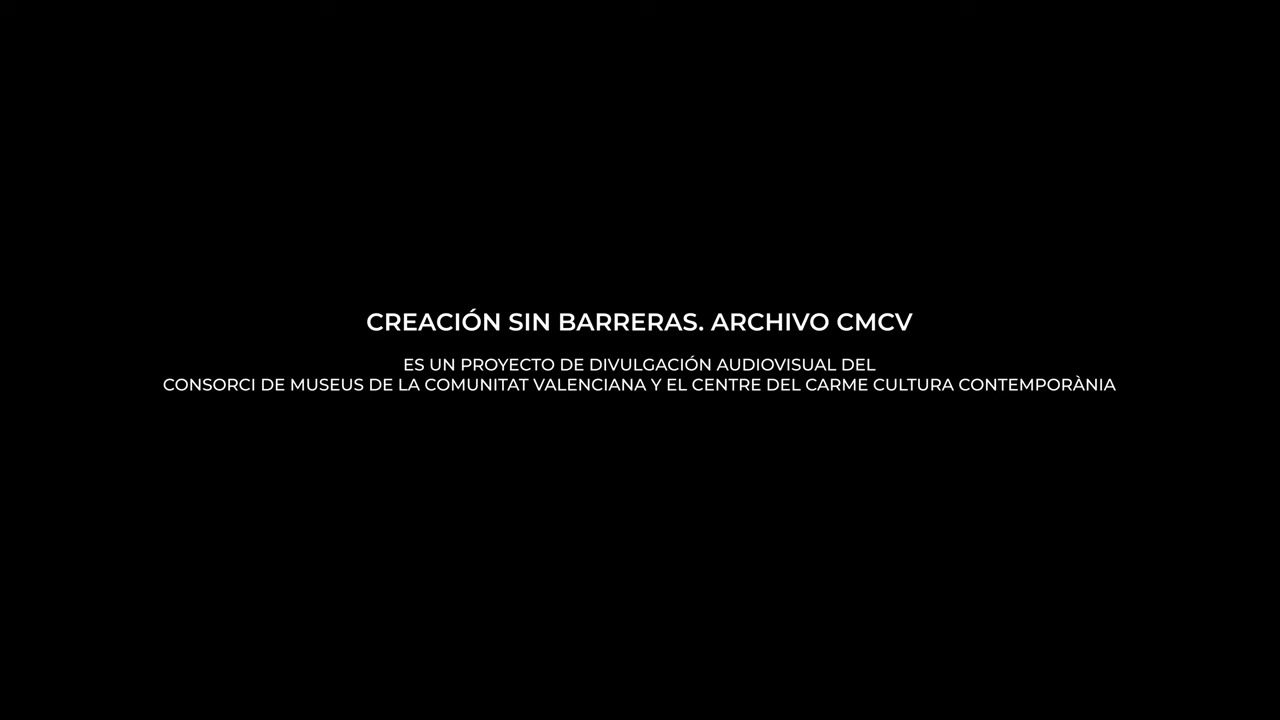 CREACIÓN SIN BARRERAS. ARCHIVO CMCV
ES UN PROYECTO DE DIVULGACIÓN AUDIOVISUAL DEL
CONSORCI DE MUSEUS DE LA COMUNITAT VALENCIANA Y EL CENTRE DEL CARME CULTURA CONTEMPORÀNIA